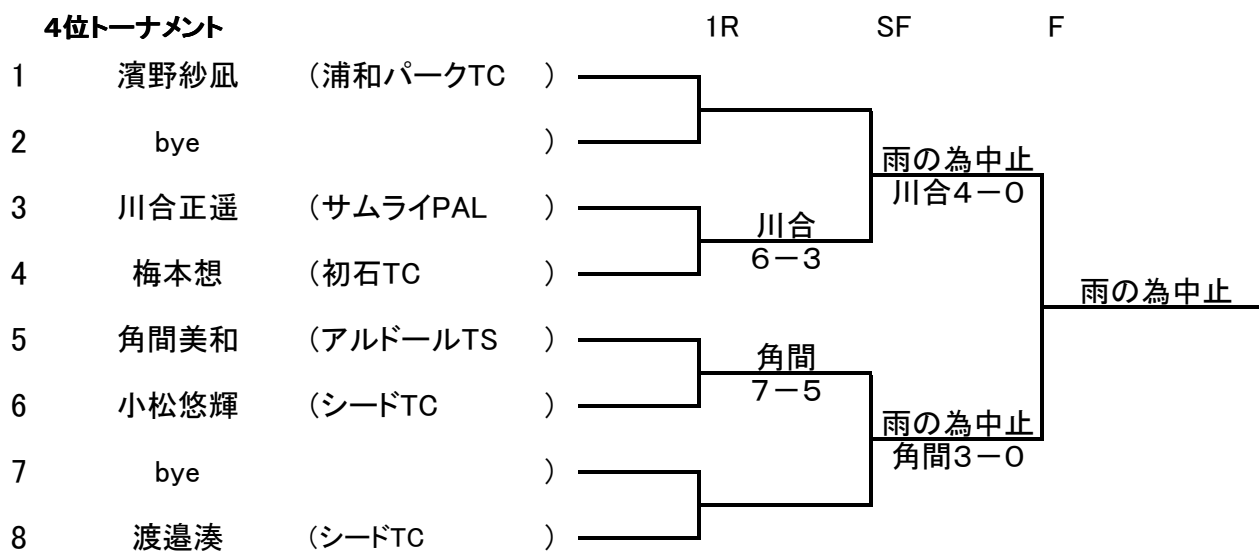 ４位トーナメント 1R SF F
1 濱野紗凪 （浦和パークTC ）
2 bye ）
雨の為中止
川合４－０
3 川合正遥 （サムライPAL ）
川合
６－３
4 梅本想 （初石TC ）
雨の為中止
5 角間美和 （アルドールTS ）
角間
７－５
6 小松悠輝 （シードTC ）
雨の為中止
角間３－０
7 bye ）
8 渡邉湊 （シードTC ）